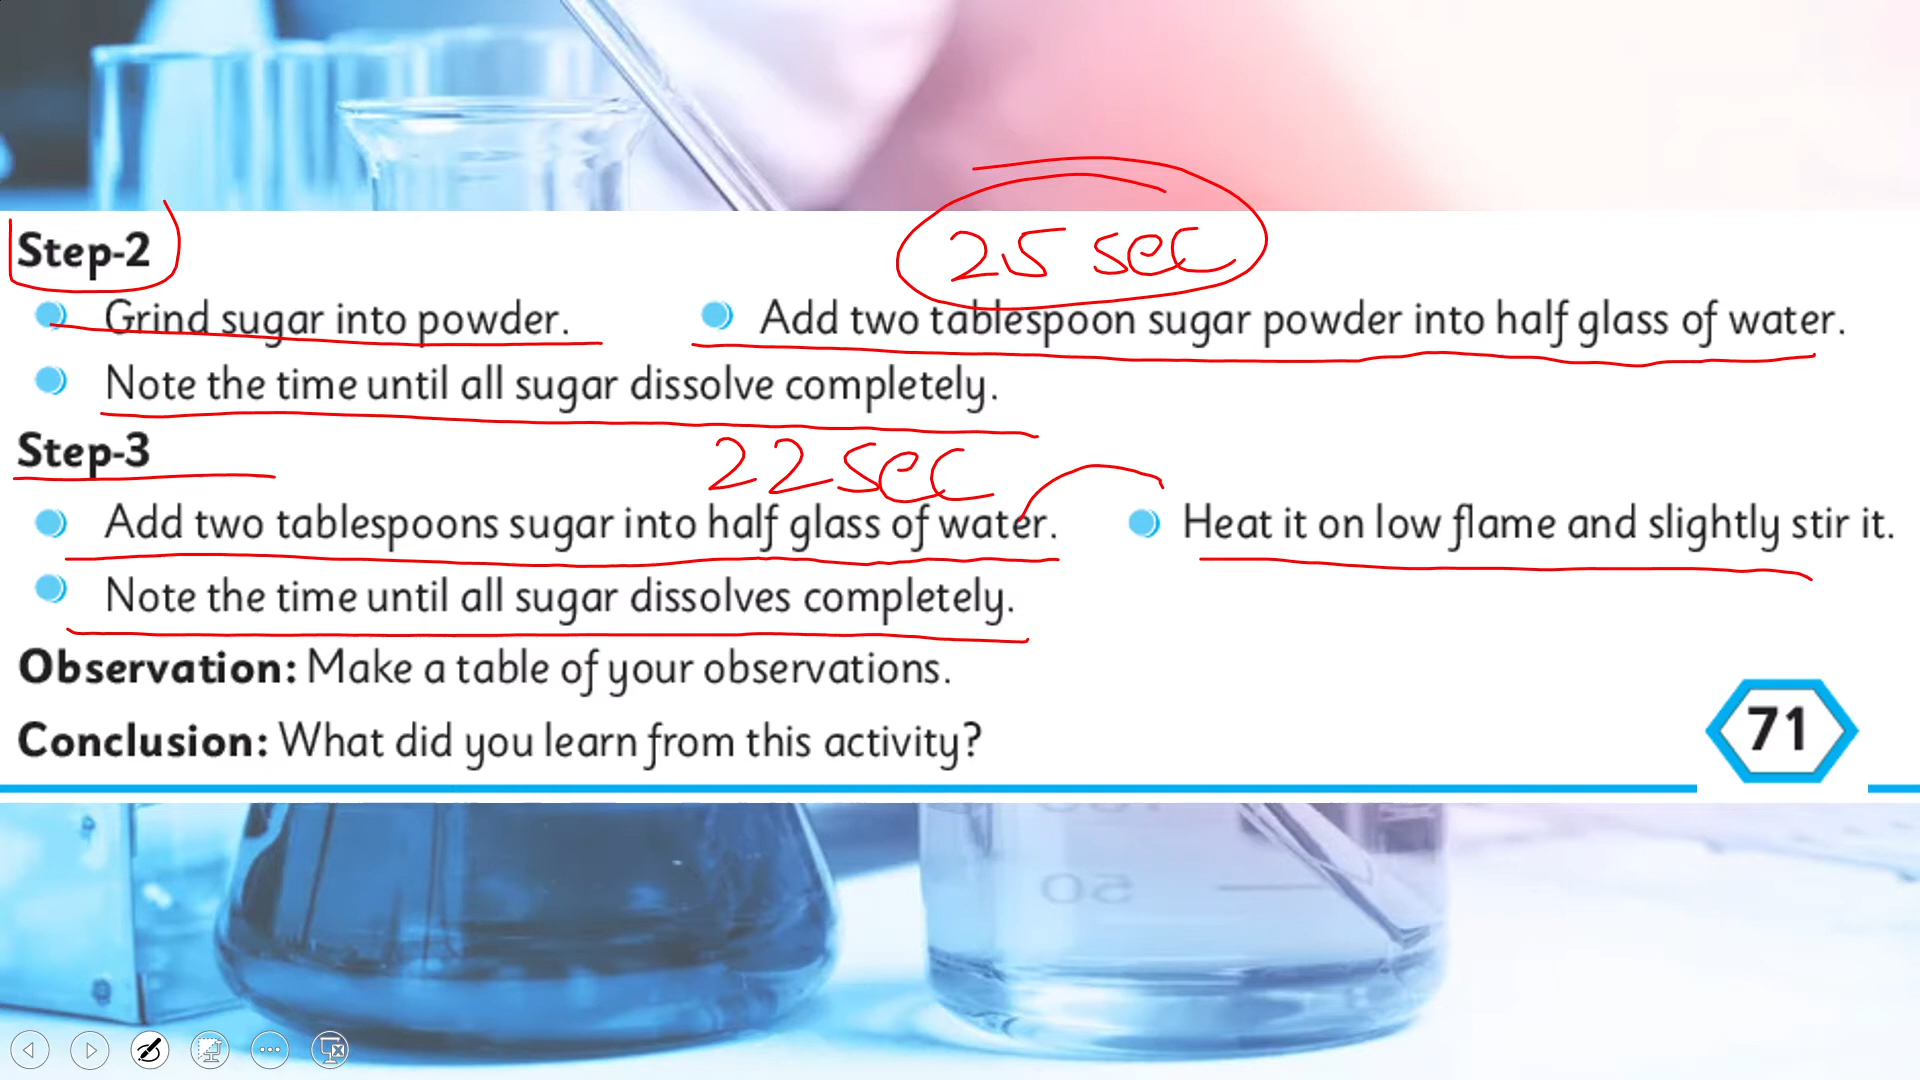 Step-2
25 sec
Grind sugar into powder.
Add two tablespoon sugar powder into half glass of water.
Note the time until all sugar dissolve completely.
Step-3
22 sec
Add two tablespoons sugar into half glass of water.
Heat it on low flame and slightly stir it.
Note the time until all sugar dissolves completely.
Observation: Make a table of your observations.
Conclusion: What did you learn from this activity?
71
50